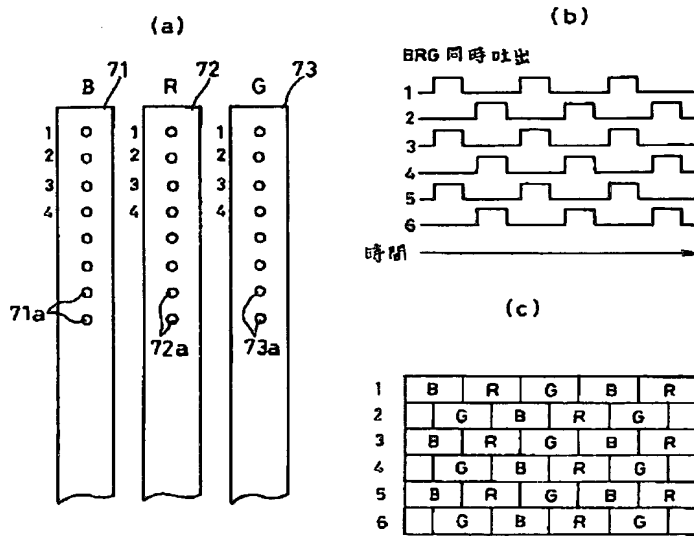 (a)
71
72
73
B
R
G
1
1
1
2
2
2
3
3
3
4
4
4
71a
72a
73a
(b)
BRG 同時吐出
1
2
3
4
5
6
時間
(c)
1 B R G B R
2 G B R G
3 B R G B R
4 G B R G
5 B R G B R
6 G B R G